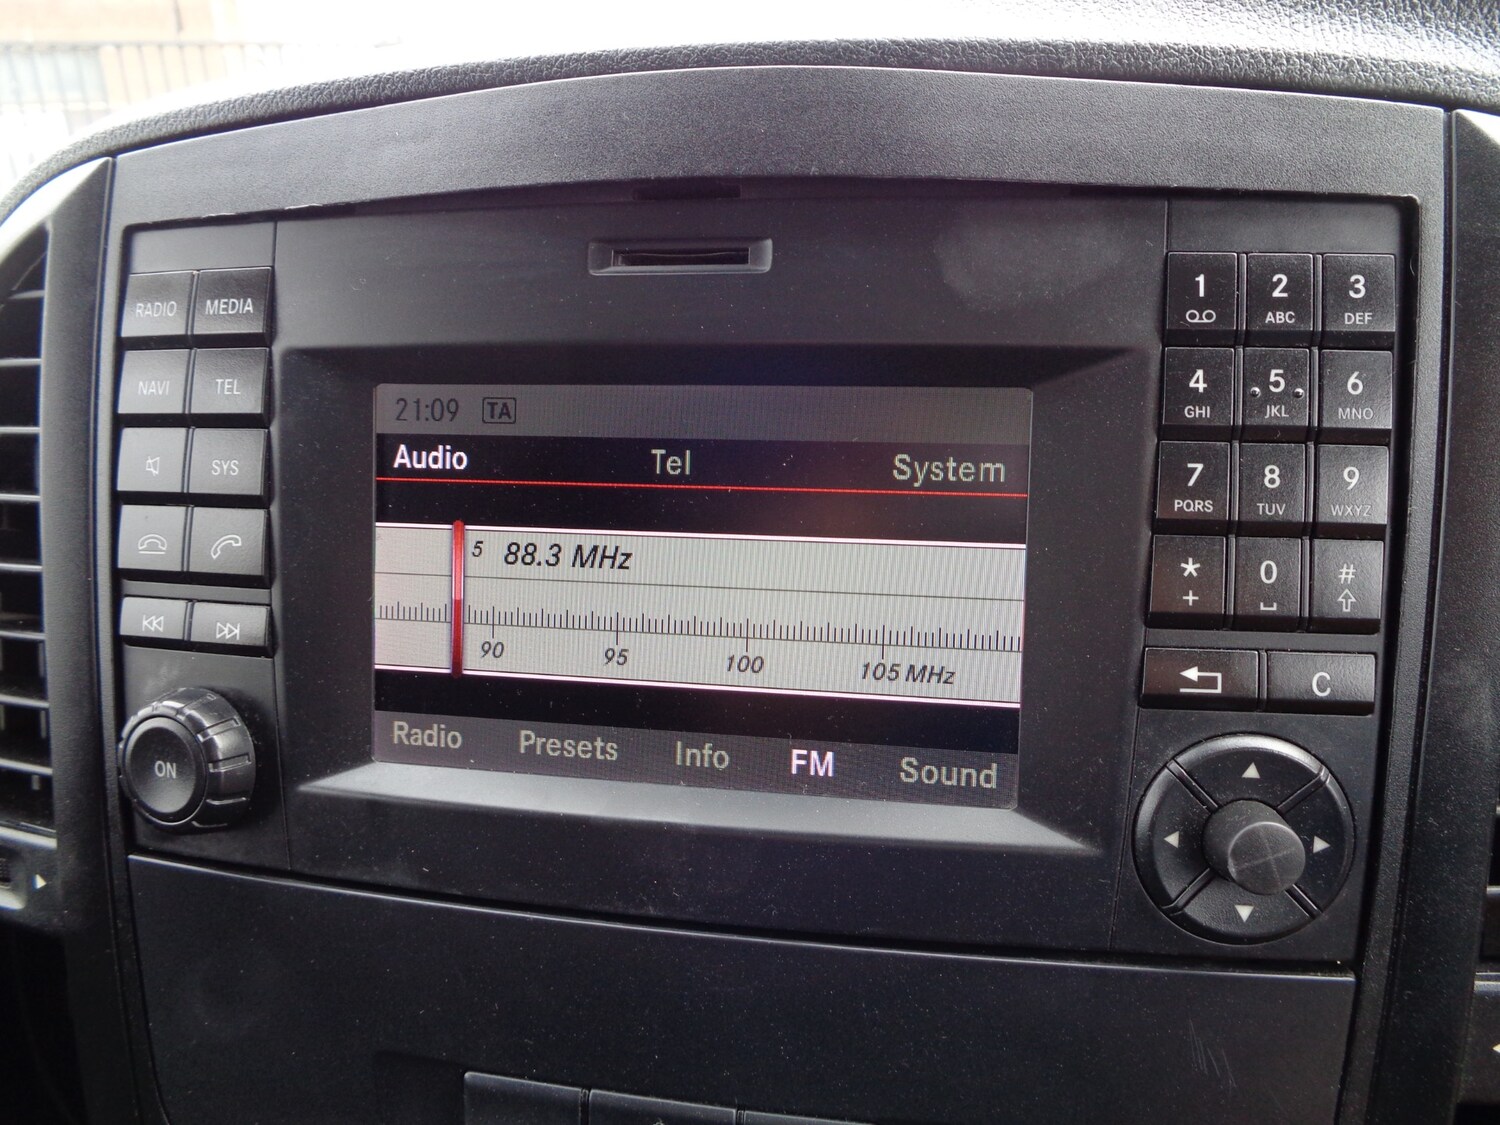 RADIO MEDIA
NAVI TEL
SYS
ON
21:09 TA
Audio Tel System
5 88.3 MHz
90 95 100 105 MHz
Radio Presets Info FM Sound
1 2 3
ABC DEF
4 5 6
GHI JKL MNO
7 8 9
PQRS TUV WXYZ
* 0 #
+
C